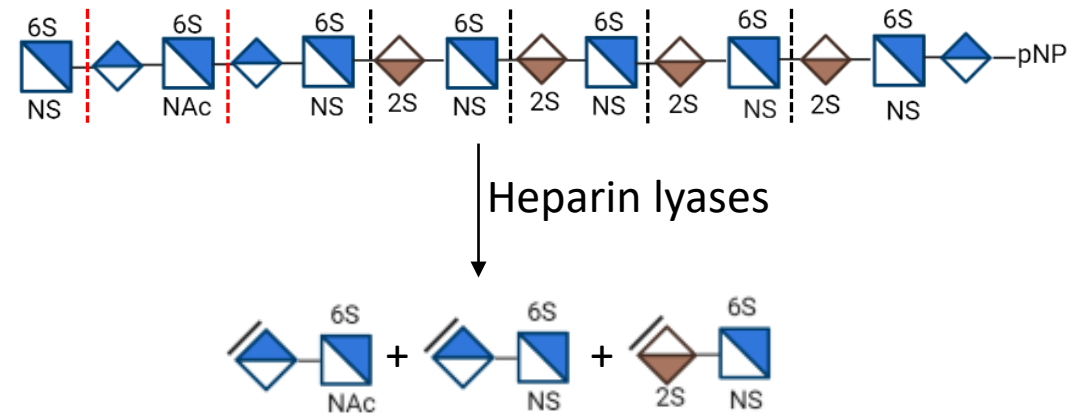 6S 6S 6S 6S 6S 6S 6S
NS NAc NS 2S NS 2S NS 2S NS 2S NS pNP
Heparin lyases
6S 6S 6S
+ +
NAc NS 2S NS